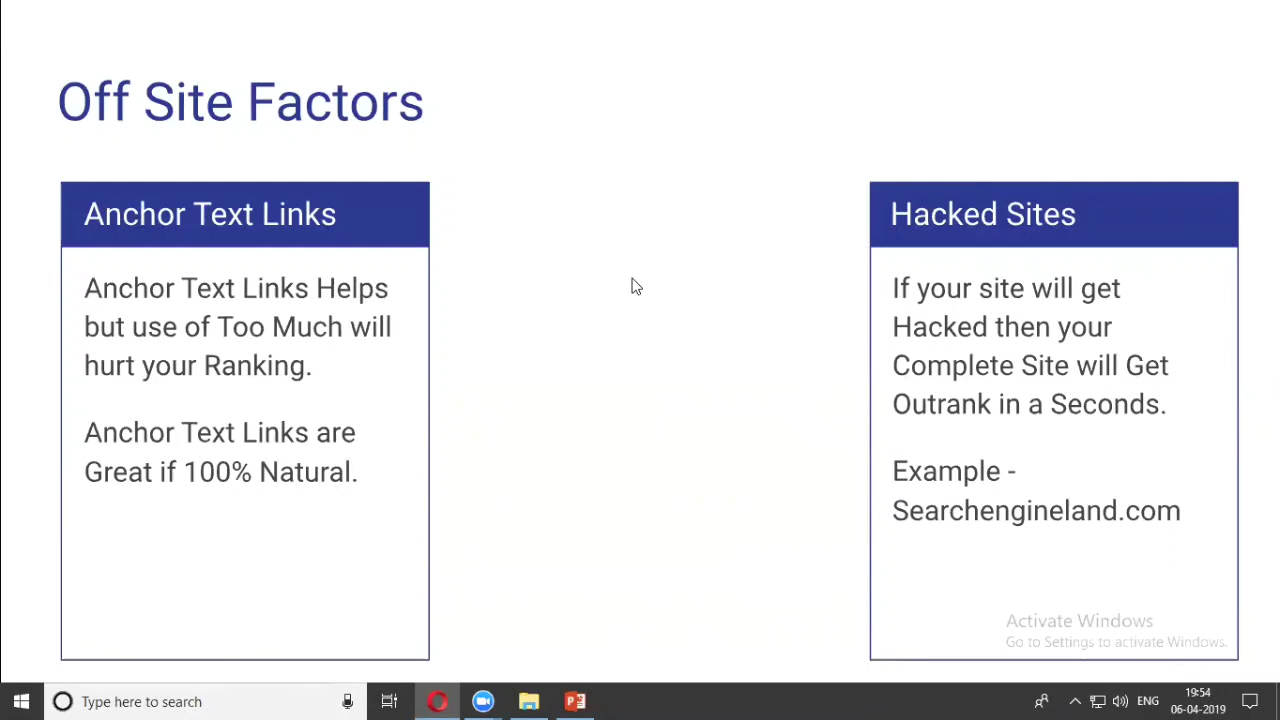 Off Site Factors
Anchor Text Links
Anchor Text Links Helps
but use of Too Much will
hurt your Ranking.
Anchor Text Links are
Great if 100% Natural.
Hacked Sites
If your site will get
Hacked then your
Complete Site will Get
Outrank in a Seconds.
Example -
Searchengineland.com
Activate Windows
Go to Settings to activate Windows.
Type here to search
ENG
19:54
06-04-2019